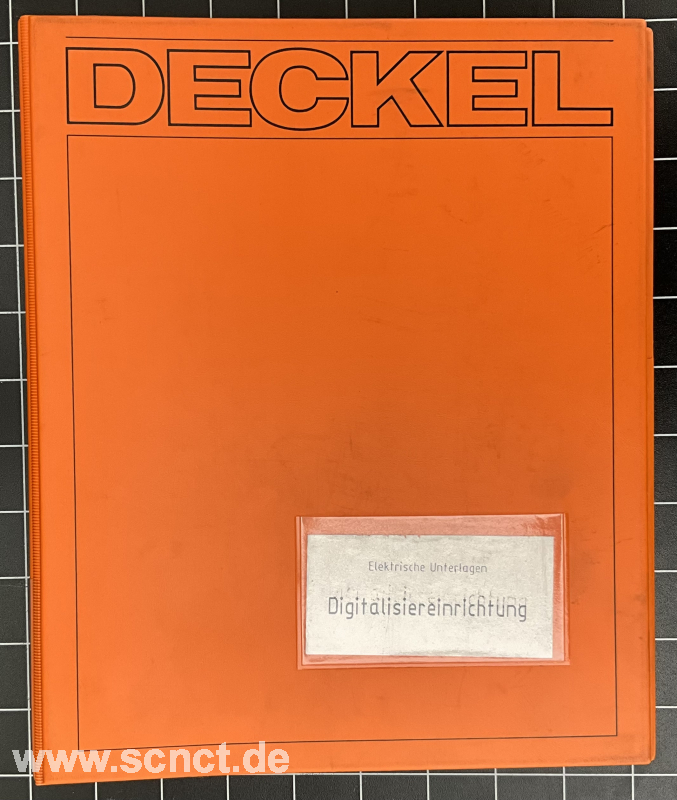 DECKEL
Elektrische Unterlagen
Digitalisiereinrichtung
www.scnct.de